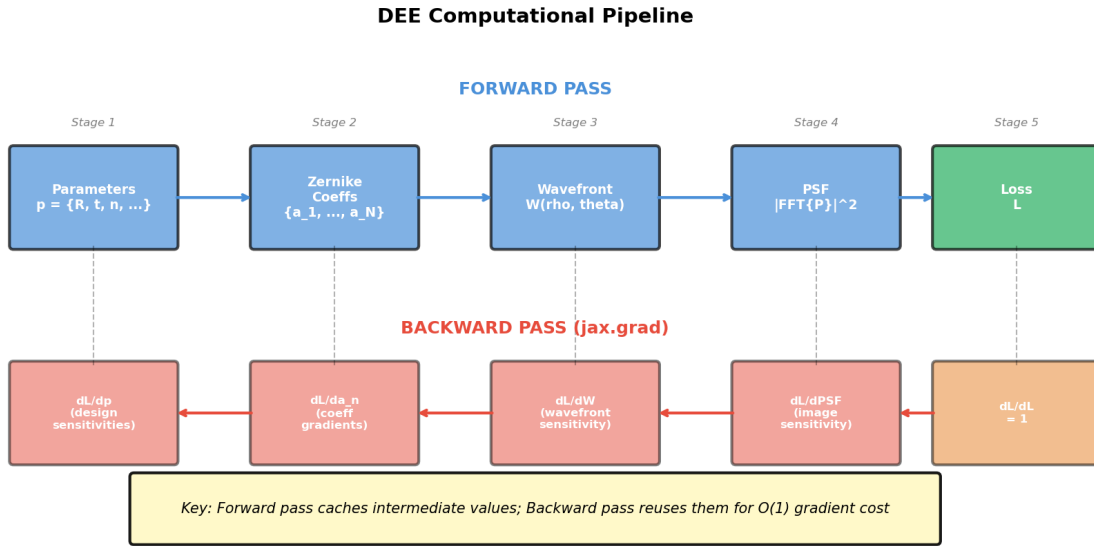 DEE Computational Pipeline
FORWARD PASS
Stage 1
Stage 2
Stage 3
Stage 4
Stage 5
Parameters
p = {R, t, n, ...}
Zernike
Coeffs
{a_1, ..., a_N}
Wavefront
W(rho, theta)
PSF
|FFT{P}|^2
Loss
L
BACKWARD PASS (jax.grad)
dL/dp
(design
sensitivities)
dL/da_n
(coeff
gradients)
dL/dW
(wavefront
sensitivity)
dL/dPSF
(image
sensitivity)
dL/dL
= 1
Key: Forward pass caches intermediate values; Backward pass reuses them for O(1) gradient cost